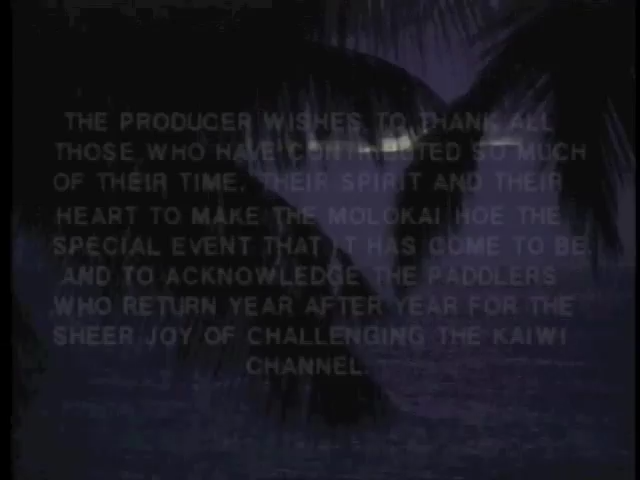 THE PRODUCER WISHES TO THANK ALL
THOSE WHO HAVE CONTRIBUTED SO MUCH
OF THEIR TIME, THEIR SPIRIT AND THEIR
HEART TO MAKE THE MOLOKAI HOE THE
SPECIAL EVENT THAT IT HAS COME TO BE.
AND TO ACKNOWLEDGE THE PADDLERS
WHO RETURN YEAR AFTER YEAR FOR THE
SHEER JOY OF CHALLENGING THE KAIWI
CHANNEL.